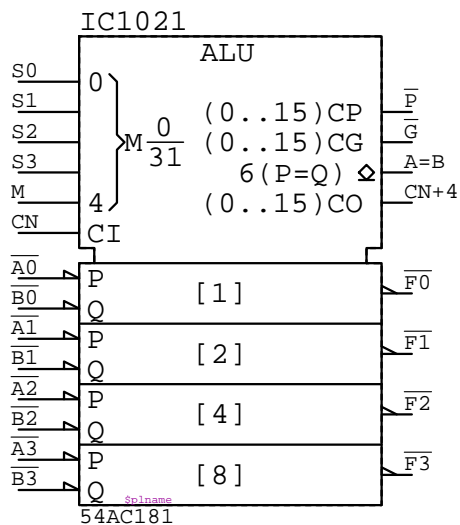 IC1021
ALU
S0
0
S1
(0..15)CP
P
S2
M 0/31
(0..15)CG
G
S3
6(P=Q)
A=B
M
4
(0..15)CO
CN+4
CN
CI
A0
P
[1]
F0
B0
Q
A1
P
[2]
F1
B1
Q
A2
P
[4]
F2
B2
Q
A3
P
[8]
F3
B3
Q
$plname
54AC181